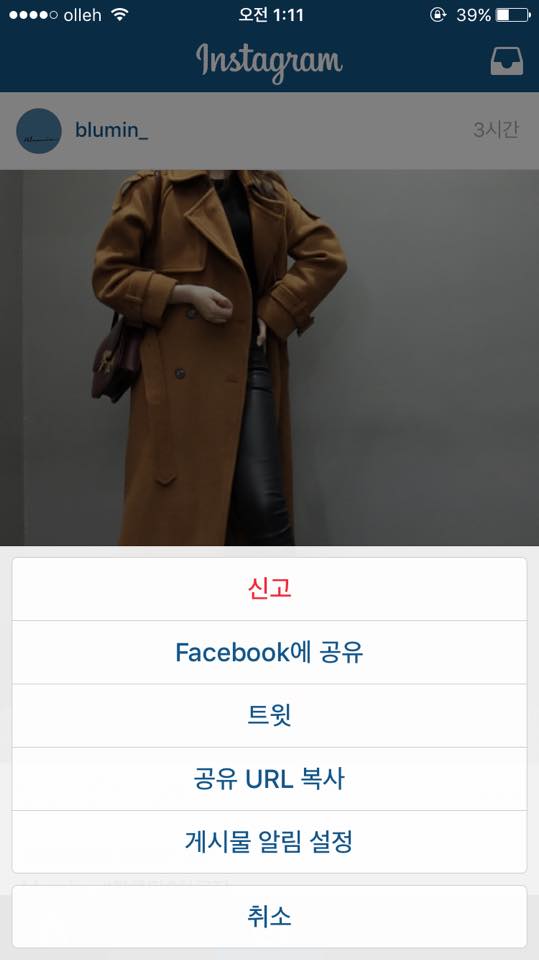 olleh 오전 1:11 39%
Instagram
blumin_ 3시간
신고
Facebook에 공유
트윗
공유 URL 복사
게시물 알림 설정
취소